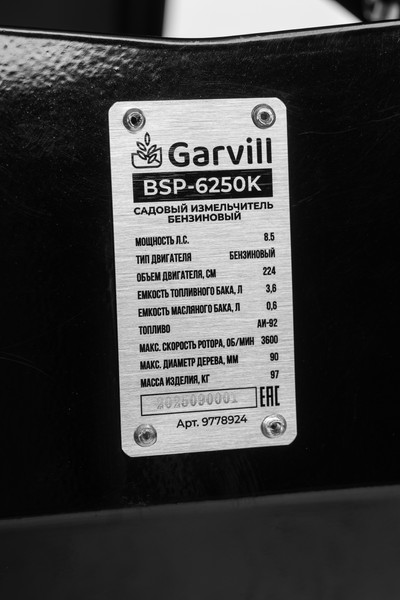 Garvill
BSP-6250K
САДОВЫЙ ИЗМЕЛЬЧИТЕЛЬ
БЕНЗИНОВЫЙ
МОЩНОСТЬ Л.С. 8.5
ТИП ДВИГАТЕЛЯ БЕНЗИНОВЫЙ
ОБЪЕМ ДВИГАТЕЛЯ, СМ 224
ЕМКОСТЬ ТОПЛИВНОГО БАКА, Л 3,6
ЕМКОСТЬ МАСЛЯНОГО БАКА, Л 0,6
ТОПЛИВО АИ-92
МАКС. СКОРОСТЬ РОТОРА, ОБ/МИН 3600
МАКС. ДИАМЕТР ДЕРЕВА, ММ 90
МАССА ИЗДЕЛИЯ, КГ 97
2025090001 ЕАС
Арт. 9778924